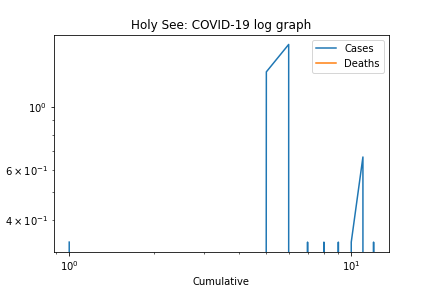 Holy See: COVID-19 log graph
Cases
Deaths
10⁰
6 × 10⁻¹
4 × 10⁻¹
10⁰
10¹
Cumulative